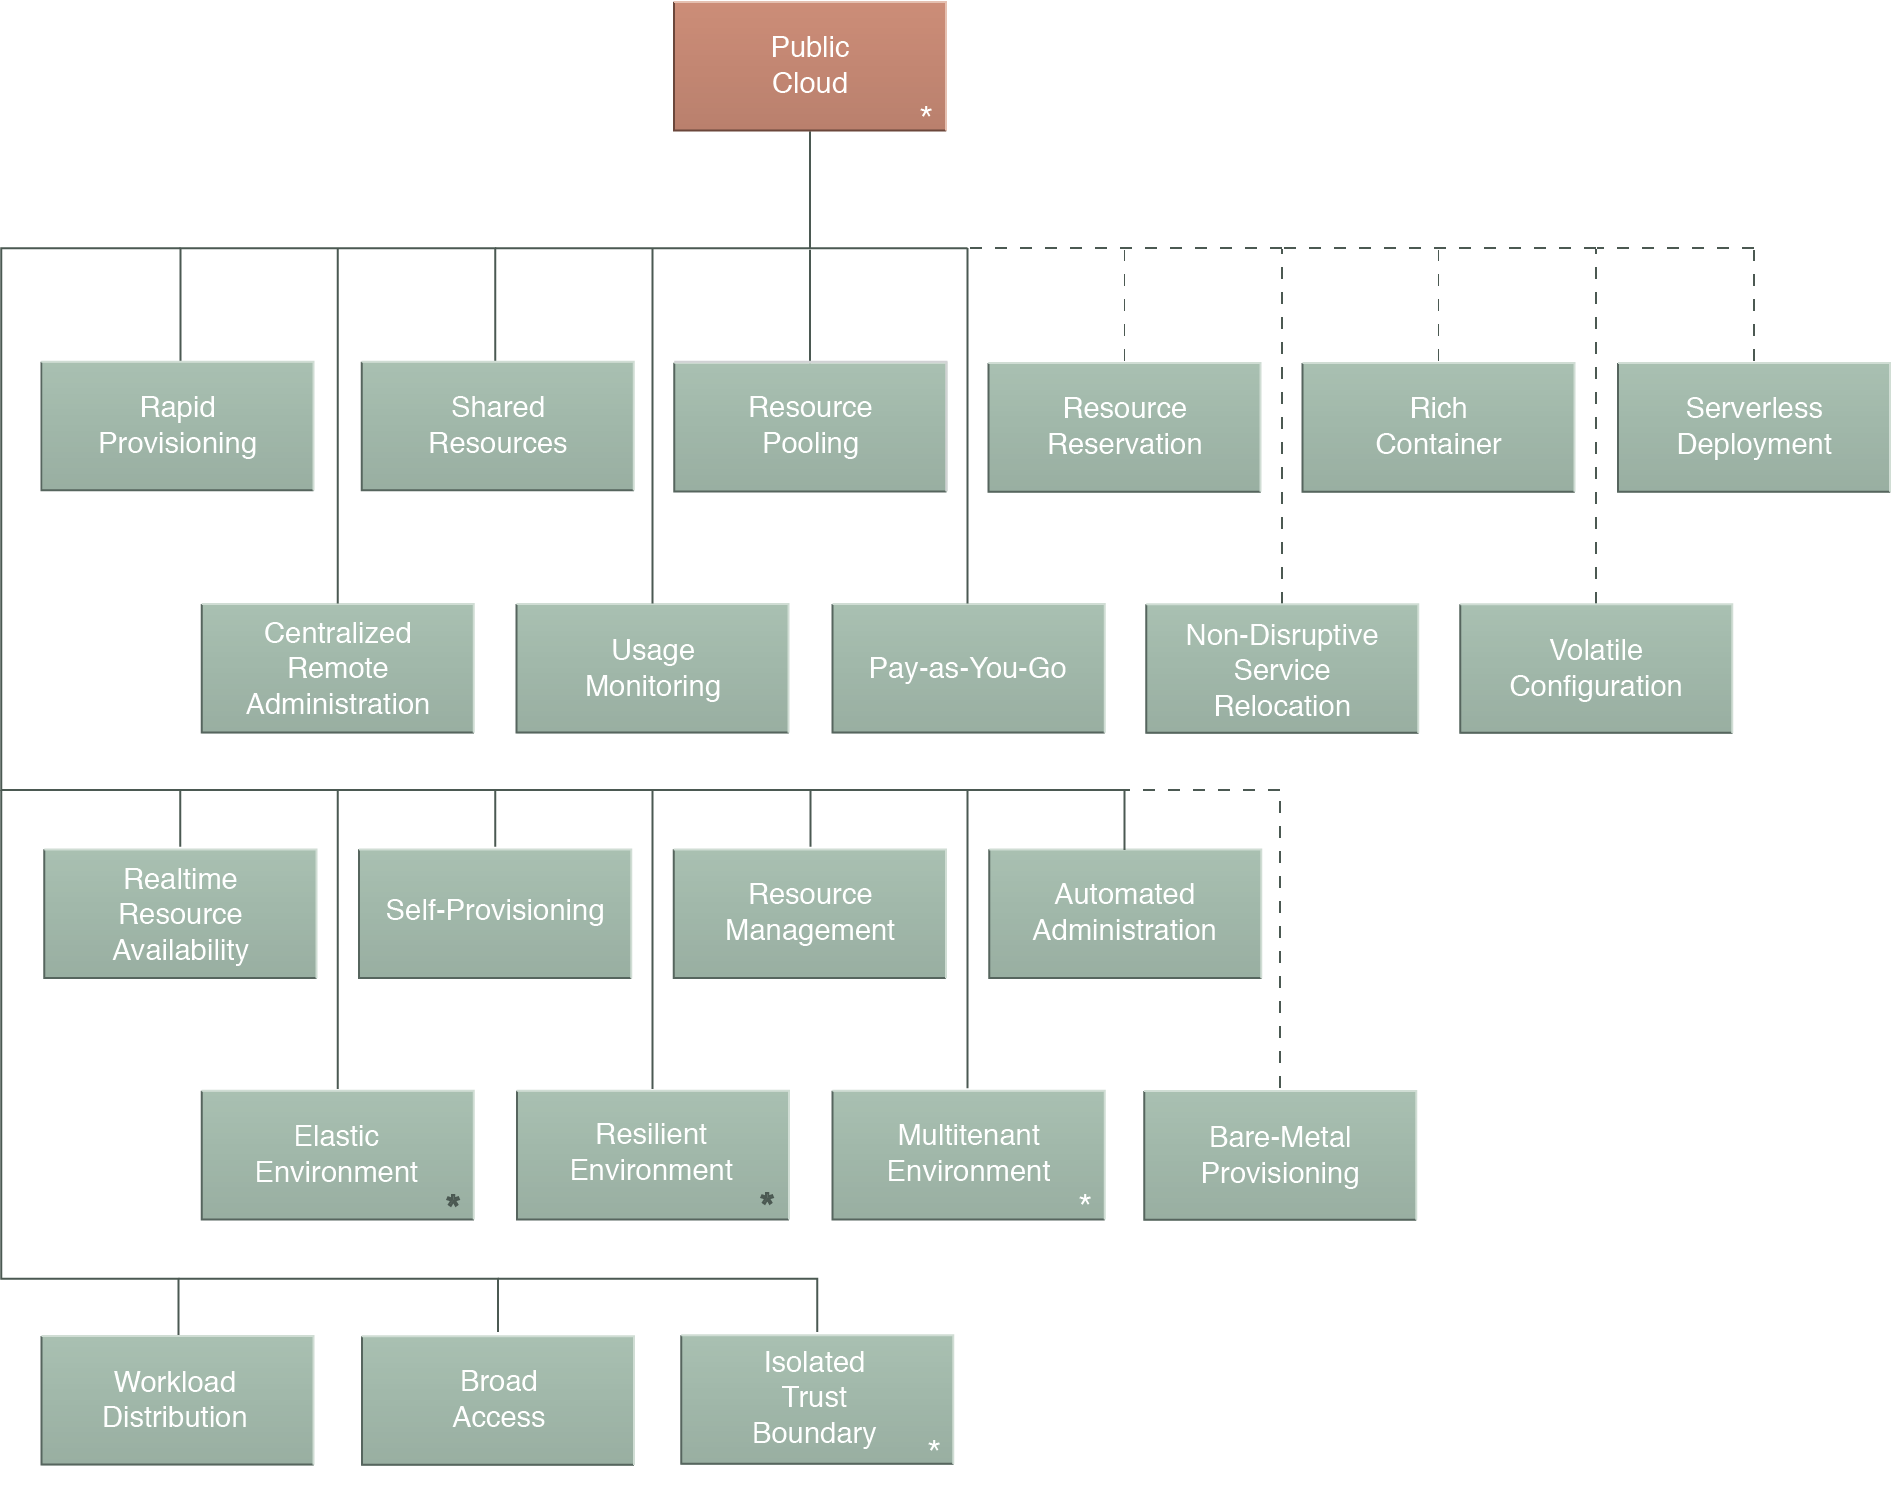 Public
Cloud
*
Rapid
Provisioning
Shared
Resources
Resource
Pooling
Resource
Reservation
Rich
Container
Serverless
Deployment
Centralized
Remote
Administration
Usage
Monitoring
Pay-as-You-Go
Non-Disruptive
Service
Relocation
Volatile
Configuration
Realtime
Resource
Availability
Self-Provisioning
Resource
Management
Automated
Administration
Elastic
Environment
*
Resilient
Environment
*
Multitenant
Environment
*
Bare-Metal
Provisioning
Workload
Distribution
Broad
Access
Isolated
Trust
Boundary
*